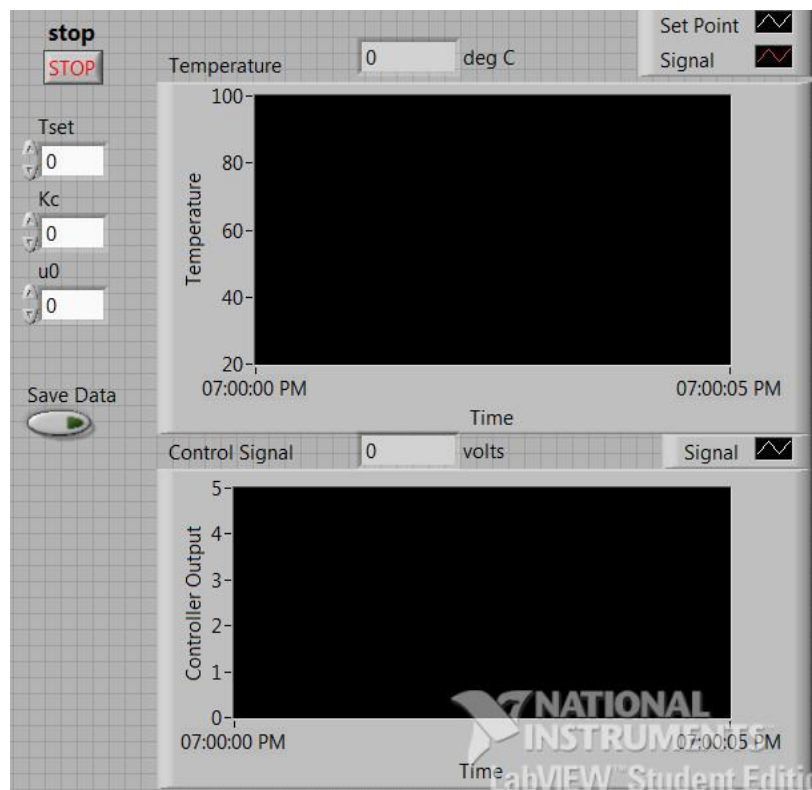 stop
STOP
Tset
0
Kc
0
u0
0
Save Data
Temperature 0 deg C
Set Point
Signal
100
80
60
40
20
Temperature
07:00:00 PM 07:00:05 PM
Time
Control Signal 0 volts
Signal
5
4
3
2
1
0
Controller Output
07:00:00 PM 07:00:05 PM
Time
NATIONAL
INSTRUMENTS
LabVIEW™ Student Editio